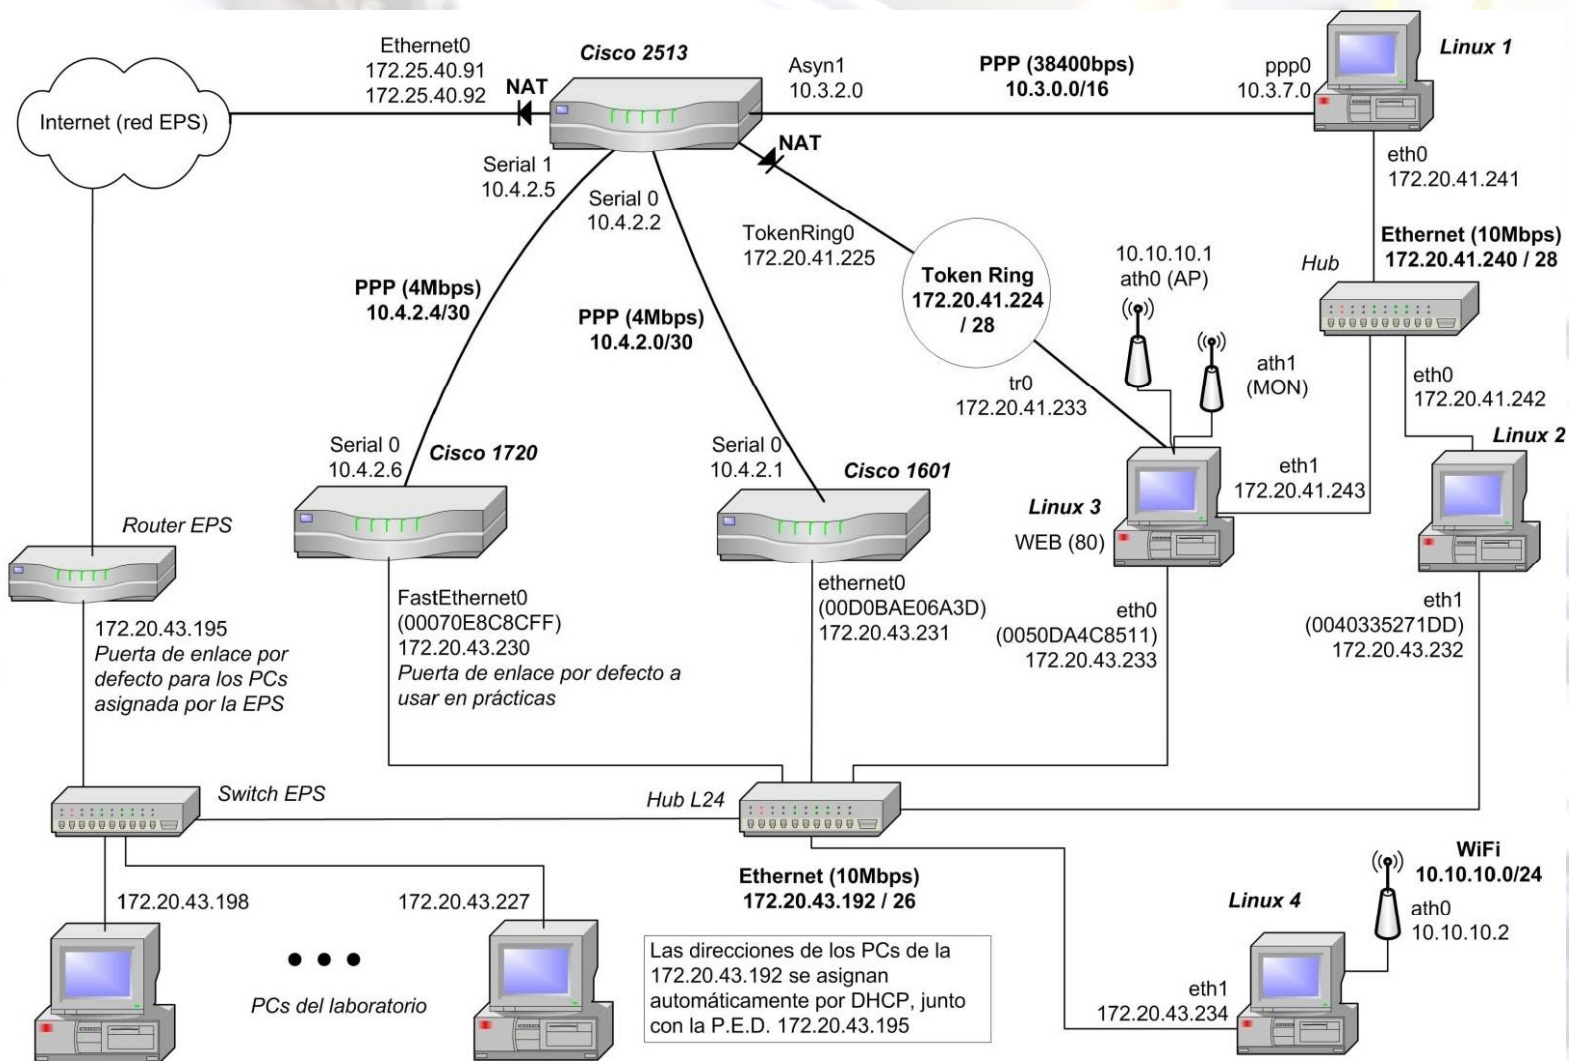 Ethernet0
172.25.40.91
172.25.40.92
NAT
Cisco 2513
Asyn1
10.3.2.0
PPP (38400bps)
10.3.0.0/16
ppp0
10.3.7.0
Linux 1
Internet (red EPS)
NAT
Serial 1
10.4.2.5
Serial 0
10.4.2.2
eth0
172.20.41.241
TokenRing0
172.20.41.225
Token Ring
172.20.41.224
/ 28
10.10.10.1
ath0 (AP)
Ethernet (10Mbps)
172.20.41.240 / 28
Hub
PPP (4Mbps)
10.4.2.4/30
PPP (4Mbps)
10.4.2.0/30
ath1
(MON)
tr0
172.20.41.233
eth0
172.20.41.242
Linux 2
Serial 0
10.4.2.6
Cisco 1720
Serial 0
10.4.2.1
Cisco 1601
eth1
172.20.41.243
Linux 3
WEB (80)
Router EPS
172.20.43.195
Puerta de enlace por
defecto para los PCs
asignada por la EPS
FastEthernet0
(00070E8C8CFF)
172.20.43.230
Puerta de enlace por defecto a
usar en prácticas
ethernet0
(00D0BAE06A3D)
172.20.43.231
eth0
(0050DA4C8511)
172.20.43.233
eth1
(0040335271DD)
172.20.43.232
Switch EPS
Hub L24
Ethernet (10Mbps)
172.20.43.192 / 26
WiFi
10.10.10.0/24
Linux 4
ath0
10.10.10.2
172.20.43.198
172.20.43.227
PCs del laboratorio
Las direcciones de los PCs de la
172.20.43.192 se asignan
automáticamente por DHCP, junto
con la P.E.D. 172.20.43.195
eth1
172.20.43.234